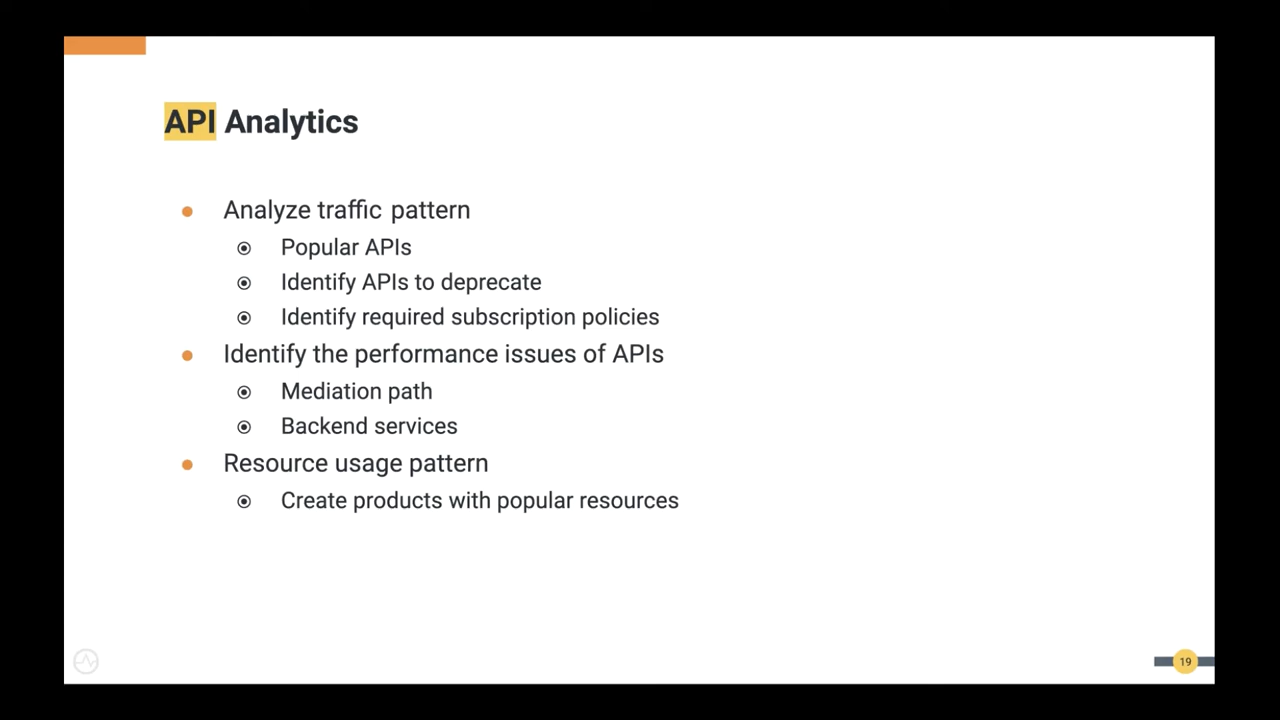 API Analytics
Analyze traffic pattern
Popular APIs
Identify APIs to deprecate
Identify required subscription policies
Identify the performance issues of APIs
Mediation path
Backend services
Resource usage pattern
Create products with popular resources
19